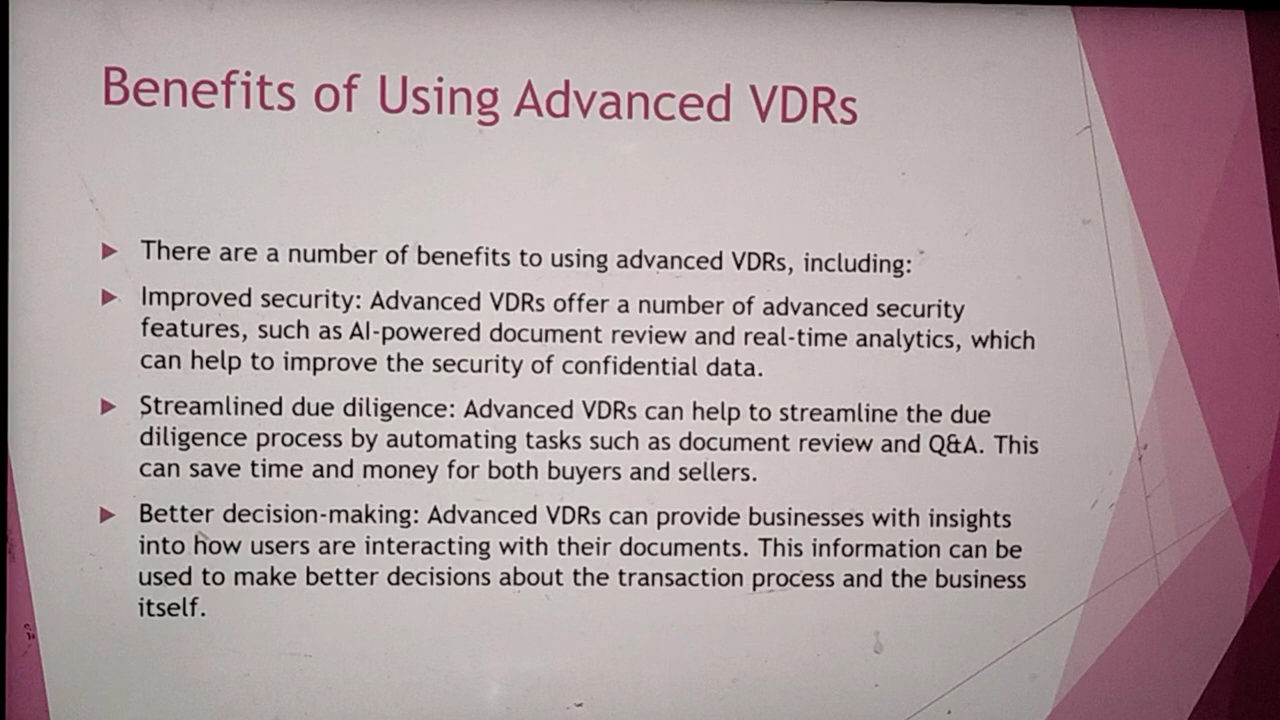 Benefits of Using Advanced VDRs
There are a number of benefits to using advanced VDRs, including:
Improved security: Advanced VDRs offer a number of advanced security
features, such as AI-powered document review and real-time analytics, which
can help to improve the security of confidential data.
Streamlined due diligence: Advanced VDRs can help to streamline the due
diligence process by automating tasks such as document review and Q&A. This
can save time and money for both buyers and sellers.
Better decision-making: Advanced VDRs can provide businesses with insights
into how users are interacting with their documents. This information can be
used to make better decisions about the transaction process and the business
itself.